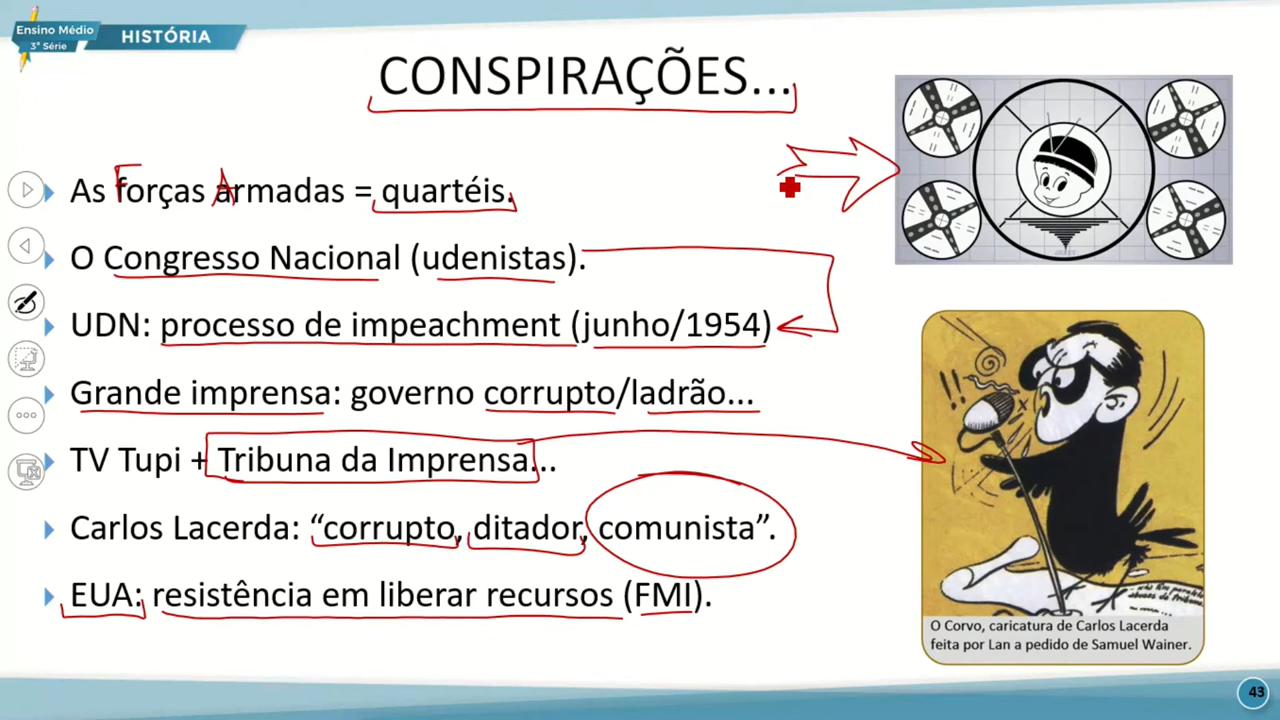 Ensino Médio
3ª Série
HISTÓRIA
CONSPIRAÇÕES...
As forças armadas = quartéis.
O Congresso Nacional (udenistas).
UDN: processo de impeachment (junho/1954)
Grande imprensa: governo corrupto/ladrão...
TV Tupi + Tribuna da Imprensa...
Carlos Lacerda: “corrupto, ditador, comunista”.
EUA: resistência em liberar recursos (FMI).
!!
O Corvo, caricatura de Carlos Lacerda
feita por Lan a pedido de Samuel Wainer.
43